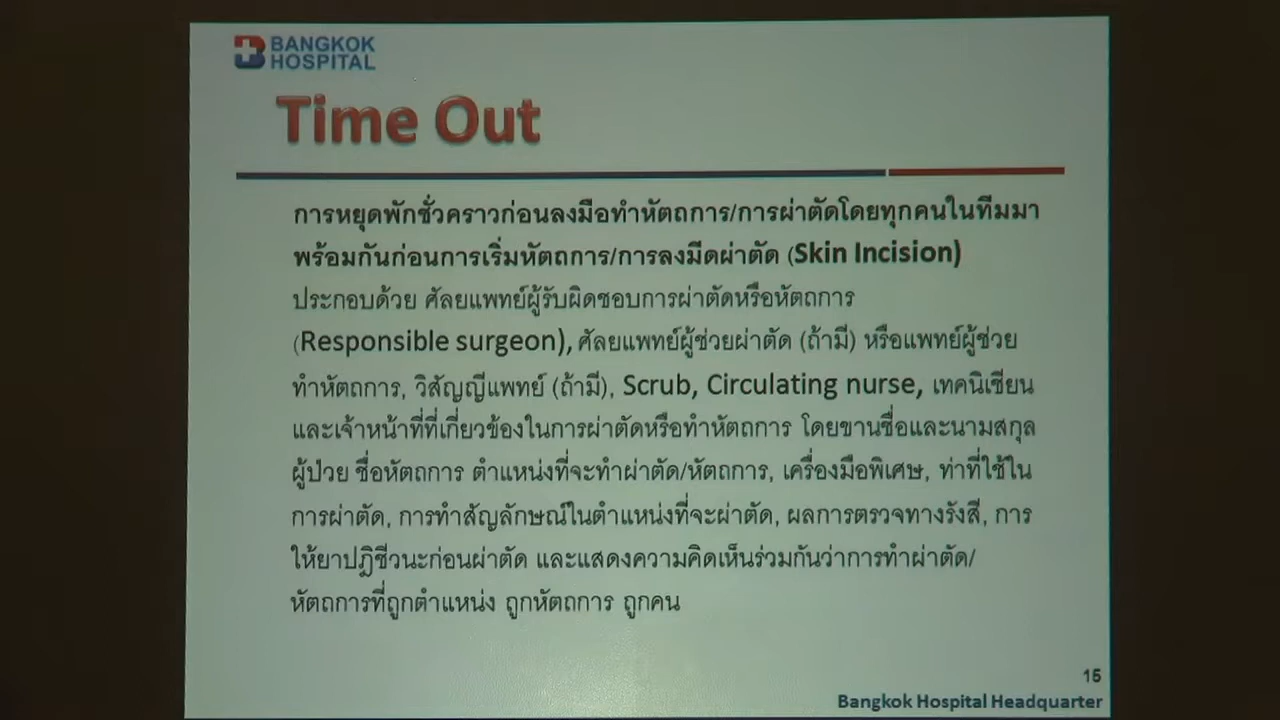 BANGKOK
HOSPITAL
Time Out
การหยุดพักชั่วคราวก่อนลงมือทำหัตถการ/การผ่าตัดโดยทุกคนในทีมมา
พร้อมกันก่อนการเริ่มหัตถการ/การลงมีดผ่าตัด (Skin Incision)
ประกอบด้วย ศัลยแพทย์ผู้รับผิดชอบการผ่าตัดหรือหัตถการ
(Responsible surgeon), ศัลยแพทย์ผู้ช่วยผ่าตัด (ถ้ามี) หรือแพทย์ผู้ช่วย
ทำหัตถการ, วิสัญญีแพทย์ (ถ้ามี), Scrub, Circulating nurse, เทคนิเชียน
และเจ้าหน้าที่ที่เกี่ยวข้องในการผ่าตัดหรือทำหัตถการ โดยขานชื่อและนามสกุล
ผู้ป่วย ชื่อหัตถการ ตำแหน่งที่จะทำผ่าตัด/หัตถการ, เครื่องมือพิเศษ, ท่าที่ใช้ใน
การผ่าตัด, การทำสัญลักษณ์ในตำแหน่งที่จะผ่าตัด, ผลการตรวจทางรังสี, การ
ให้ยาปฏิชีวนะก่อนผ่าตัด และแสดงความคิดเห็นร่วมกันว่าการทำผ่าตัด/
หัตถการที่ถูกตำแหน่ง ถูกหัตถการ ถูกคน
15
Bangkok Hospital Headquarter